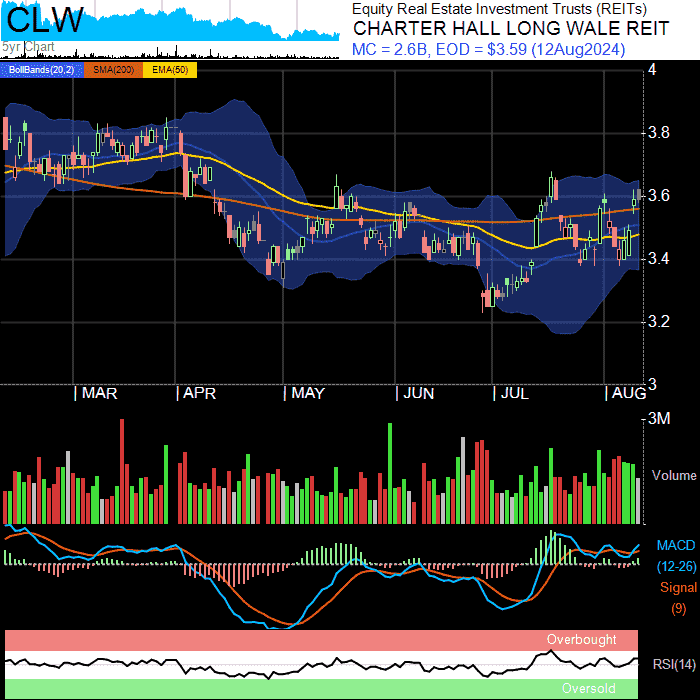 CLW
5yr Chart
Equity Real Estate Investment Trusts (REITs)
CHARTER HALL LONG WALE REIT
MC = 2.6B, EOD = $3.59 (12Aug2024)
BollBands(20,2) SMA(200) EMA(50)
4
3.8
3.6
3.4
3.2
3
MAR APR MAY JUN JUL AUG
3M
Volume
MACD
(12-26)
Signal
(9)
Overbought
RSI(14)
Oversold